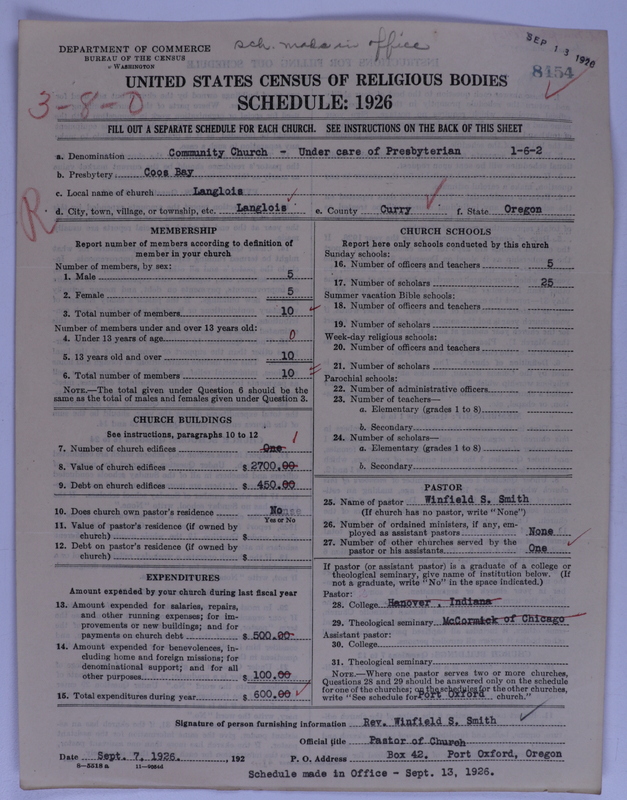 DEPARTMENT OF COMMERCE
BUREAU OF THE CENSUS
WASHINGTON
sch. made in office
SEP 13 1926
8154
3-8-0
UNITED STATES CENSUS OF RELIGIOUS BODIES
SCHEDULE: 1926
FILL OUT A SEPARATE SCHEDULE FOR EACH CHURCH. SEE INSTRUCTIONS ON THE BACK OF THIS SHEET
a. Denomination Community Church - Under care of Presbyterian 1-6-2
b. Presbytery Coos Bay
c. Local name of church Langlois
d. City, town, village, or township, etc. Langlois e. County Curry f. State Oregon
R
MEMBERSHIP
Report number of members according to definition of
member in your church
Number of members, by sex:
1. Male 5
2. Female 5
3. Total number of members 10
Number of members under and over 13 years old:
4. Under 13 years of age 0
5. 13 years old and over 10
6. Total number of members 10
NOTE.—The total given under Question 6 should be the
same as the total of males and females given under Question 3.
CHURCH BUILDINGS
See instructions, paragraphs 10 to 12
7. Number of church edifices One 1
8. Value of church edifices $ 2700.00
9. Debt on church edifices $ 450.00
10. Does church own pastor's residence No
Yes or No
11. Value of pastor's residence (if owned by
church) $
12. Debt on pastor's residence (if owned by
church) $
EXPENDITURES
Amount expended by your church during last fiscal year
13. Amount expended for salaries, repairs,
and other running expenses; for im-
provements or new buildings; and for
payments on church debt $ 500.00
14. Amount expended for benevolences, in-
cluding home and foreign missions; for
denominational support; and for all
other purposes $ 100.00
15. Total expenditures during year $ 600.00
CHURCH SCHOOLS
Report here only schools conducted by this church
Sunday schools:
16. Number of officers and teachers 5
17. Number of scholars 25
Summer vacation Bible schools:
18. Number of officers and teachers
19. Number of scholars
Week-day religious schools:
20. Number of officers and teachers
21. Number of scholars
Parochial schools:
22. Number of administrative officers
23. Number of teachers—
a. Elementary (grades 1 to 8)
b. Secondary
24. Number of scholars—
a. Elementary (grades 1 to 8)
b. Secondary
PASTOR
25. Name of pastor Winfield S. Smith
(If church has no pastor, write "None")
26. Number of ordained ministers, if any, em-
ployed as assistant pastors None
27. Number of other churches served by the
pastor or his assistants One
If pastor (or assistant pastor) is a graduate of a college or
theological seminary, give name of institution below. (If
not a graduate, write "No" in the space indicated.)
Pastor:
28. College Hanover, Indiana
29. Theological seminary McCormick of Chicago
Assistant pastor:
30. College
31. Theological seminary
NOTE.—Where one pastor serves two or more churches,
Questions 28 and 29 should be answered only on the schedule
for one of the churches; on the schedules for the other churches,
write "See schedule for Port Oxford church."
Signature of person furnishing information Rev. Winfield S. Smith
Official title Pastor of Church
Date Sept. 7, 1926. , 192 P. O. Address Box 42. Port Oxford, Oregon
8-5518 a
Schedule made in Office - Sept. 13, 1926.